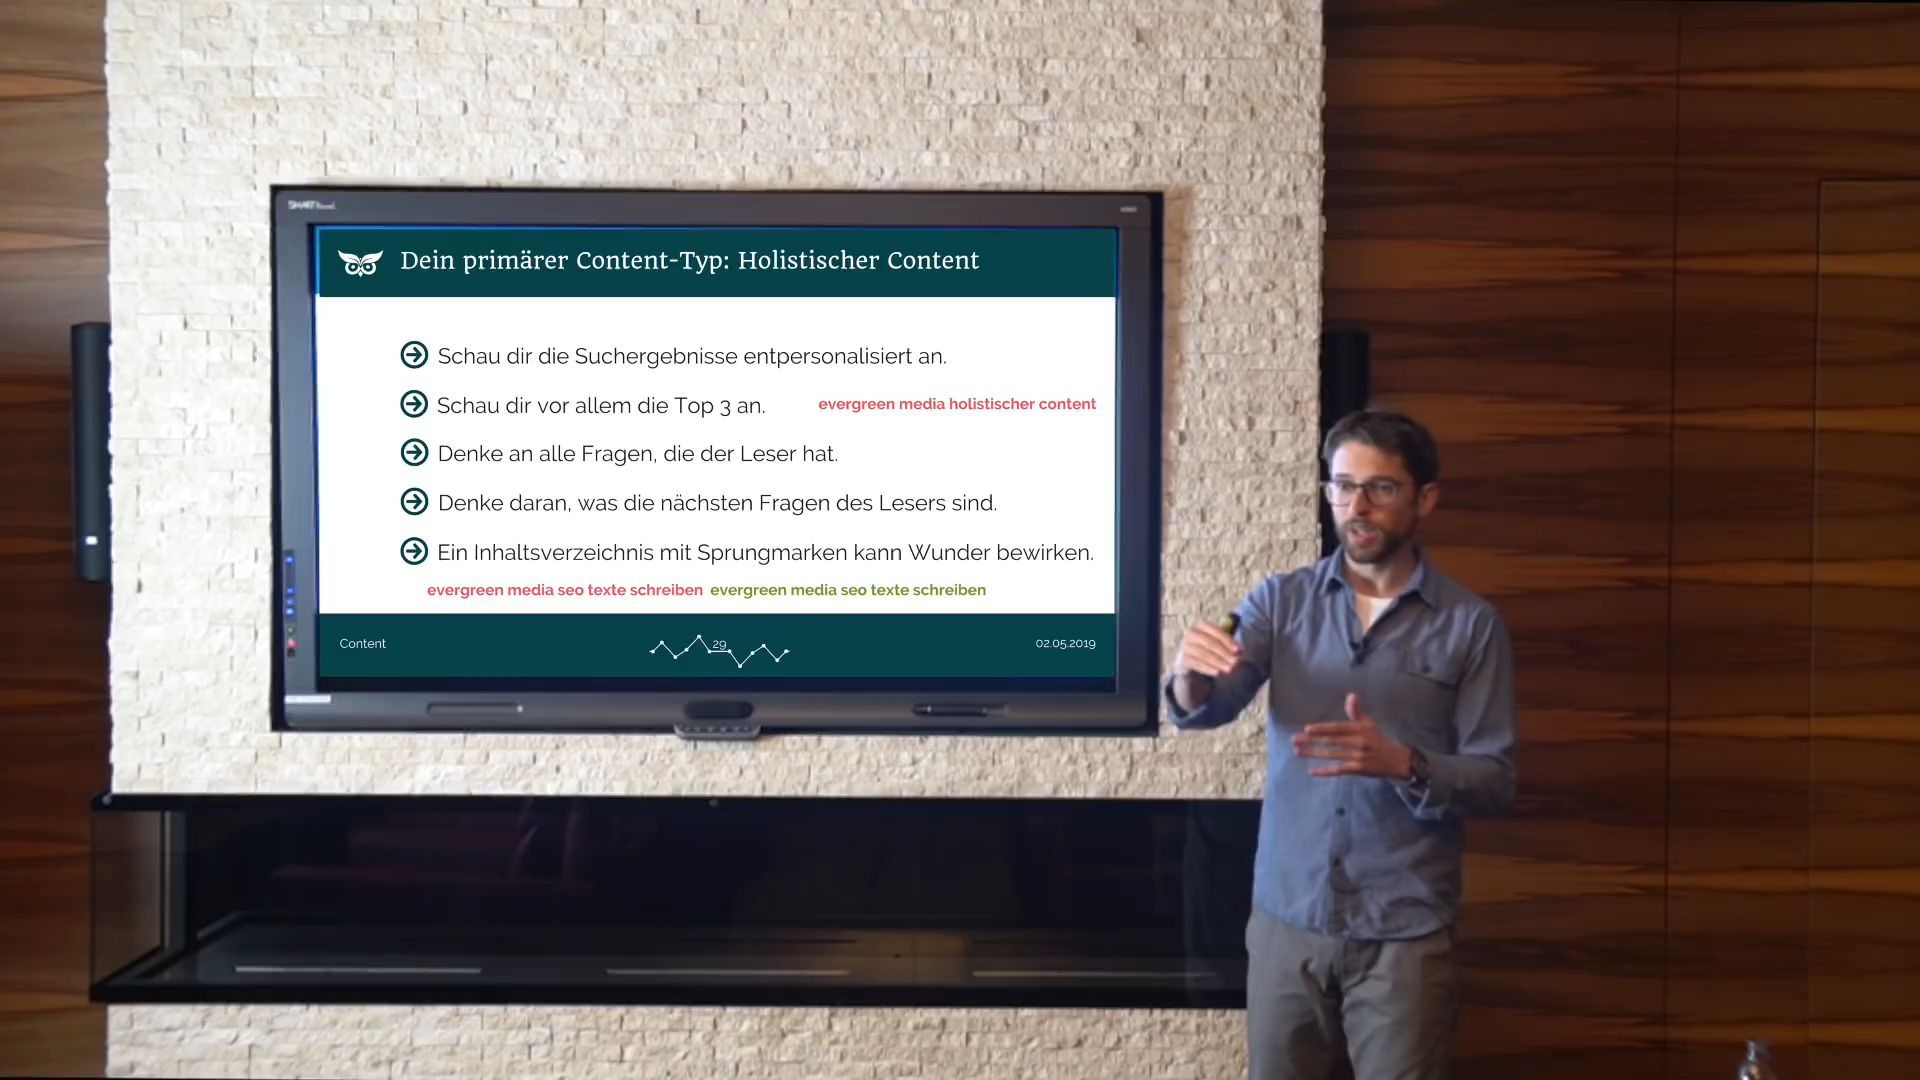 SMART Board
Dein primärer Content-Typ: Holistischer Content
Schau dir die Suchergebnisse entpersonalisiert an.
Schau dir vor allem die Top 3 an.
evergreen media holistischer content
Denke an alle Fragen, die der Leser hat.
Denke daran, was die nächsten Fragen des Lesers sind.
Ein Inhaltsverzeichnis mit Sprungmarken kann Wunder bewirken.
evergreen media seo texte schreiben evergreen media seo texte schreiben
Content
29
02.05.2019